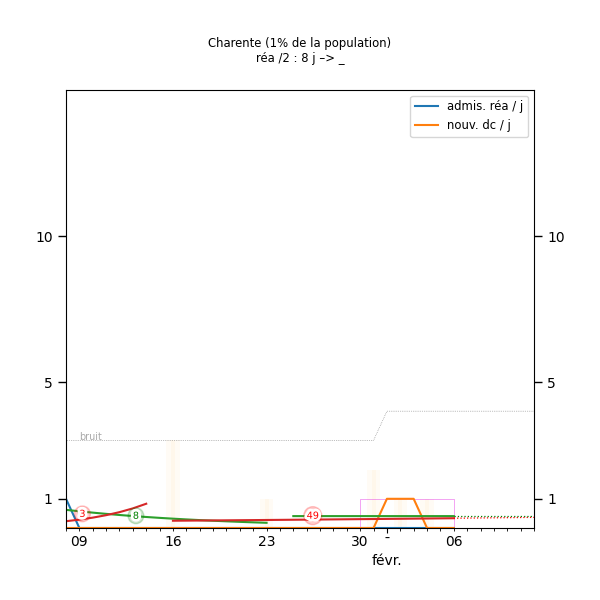 Charente (1% de la population)
réa /2 : 8 j –> _
admis. réa / j
nouv. dc / j
10
10
5
5
bruit
1
1
3
8
49
09
16
23
30
-
06
févr.